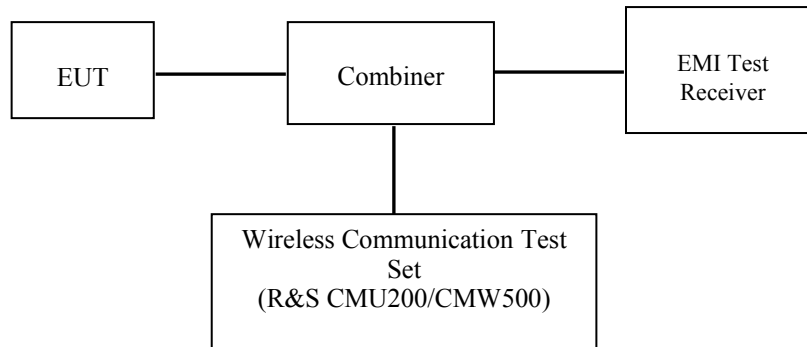 EUT
Combiner
EMI Test
Receiver
Wireless Communication Test
Set
(R&S CMU200/CMW500)